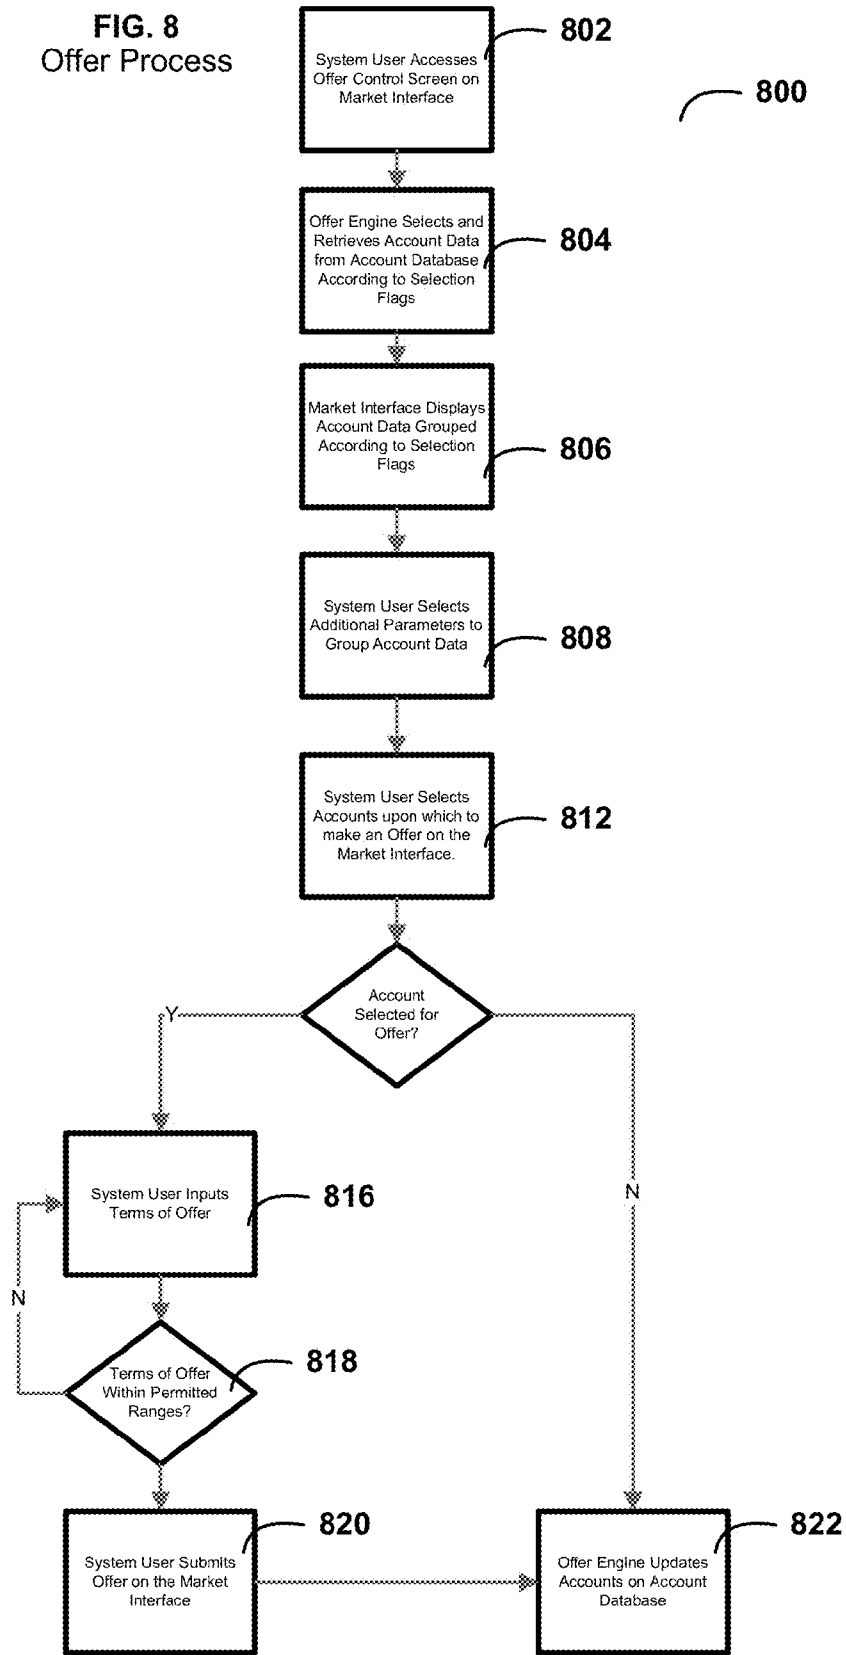 FIG. 8
Offer Process
800
System User Accesses
Offer Control Screen on
Market Interface
802
Offer Engine Selects and
Retrieves Account Data
from Account Database
According to Selection
Flags
804
Market Interface Displays
Account Data Grouped
According to Selection
Flags
806
System User Selects
Additional Parameters to
Group Account Data
808
System User Selects
Accounts upon which to
make an Offer on the
Market Interface.
812
Account
Selected for
Offer?
Y
N
System User Inputs
Terms of Offer
816
N
Terms of Offer
Within Permitted
Ranges?
818
System User Submits
Offer on the Market
Interface
820
Offer Engine Updates
Accounts on Account
Database
822